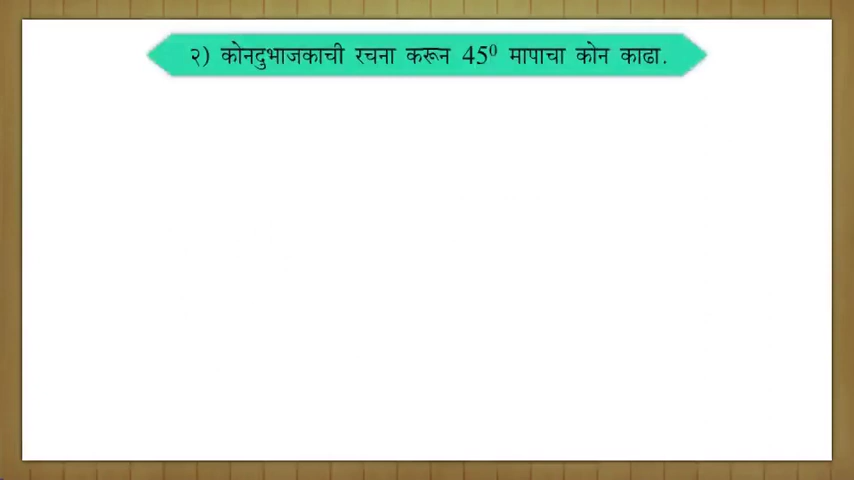 २) कोनदुभाजकाची रचना करून 45⁰ मापाचा कोन काढा.